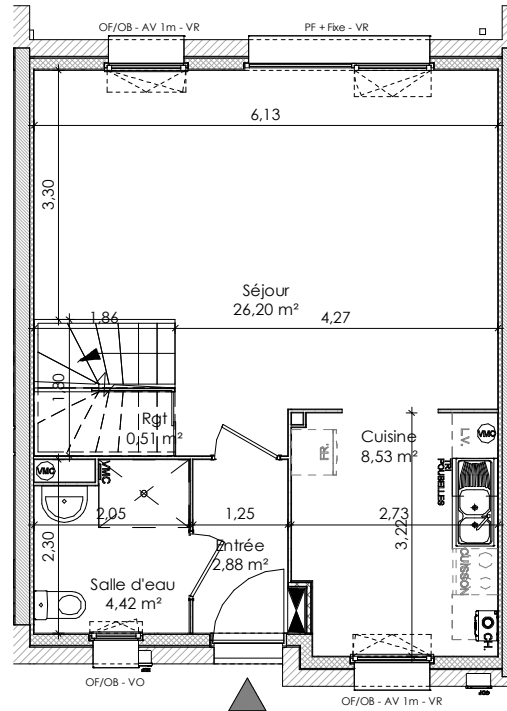 OF/OB - AV 1m - VR
PF + Fixe - VR
6,13
3,30
Séjour
26,20 m²
1,86
4,27
1,80
Rgt
0,51 m²
Cuisine
8,53 m²
FR.
L.V.
TRI
POUBELLES
VMC
2,05
1,25
2,73
3,22
2,30
Entrée
2,88 m²
CUISSON
Salle d'eau
4,42 m²
CH.
OF/OB - VO
OF/OB - AV 1m - VR